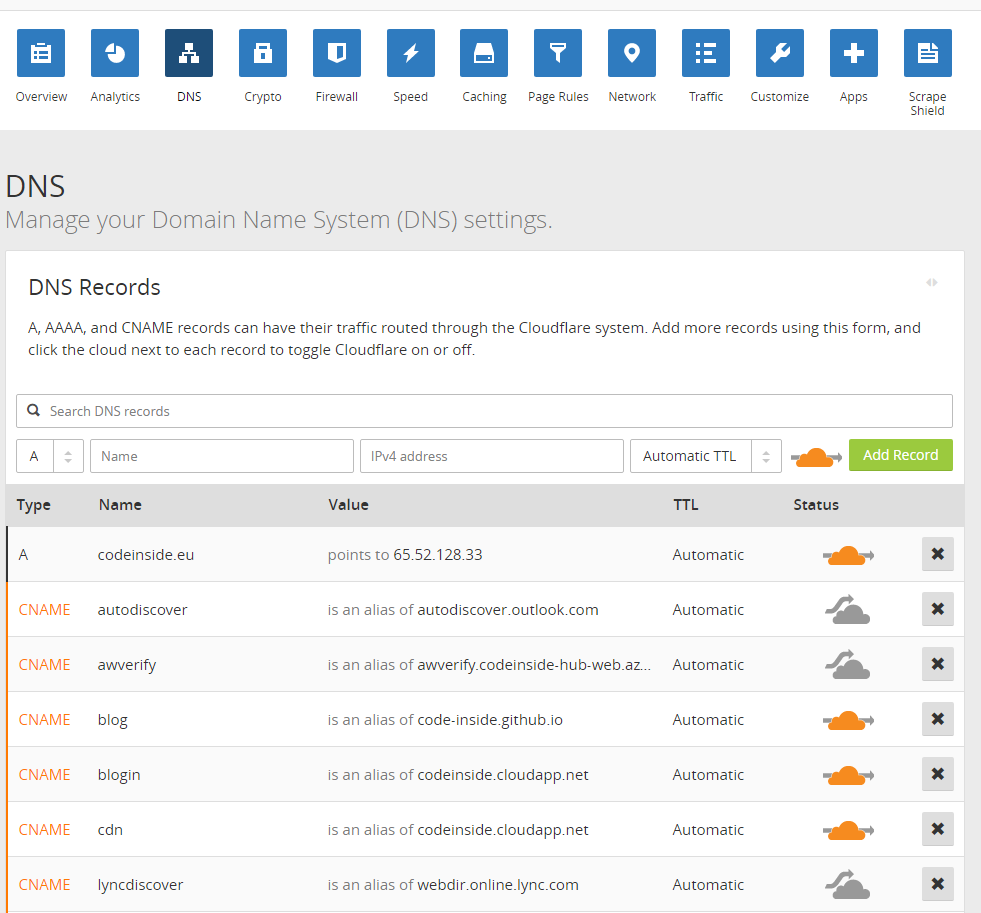 Overview Analytics DNS Crypto Firewall Speed Caching Page Rules Network Traffic Customize Apps Scrape
Shield
DNS
Manage your Domain Name System (DNS) settings.
DNS Records
A, AAAA, and CNAME records can have their traffic routed through the Cloudflare system. Add more records using this form, and
click the cloud next to each record to toggle Cloudflare on or off.
Search DNS records
A Name IPv4 address Automatic TTL Add Record
Type Name Value TTL Status
A codeinside.eu points to 65.52.128.33 Automatic
CNAME autodiscover is an alias of autodiscover.outlook.com Automatic
CNAME awverify is an alias of awverify.codeinside-hub-web.az... Automatic
CNAME blog is an alias of code-inside.github.io Automatic
CNAME blogin is an alias of codeinside.cloudapp.net Automatic
CNAME cdn is an alias of codeinside.cloudapp.net Automatic
CNAME lyncdiscover is an alias of webdir.online.lync.com Automatic